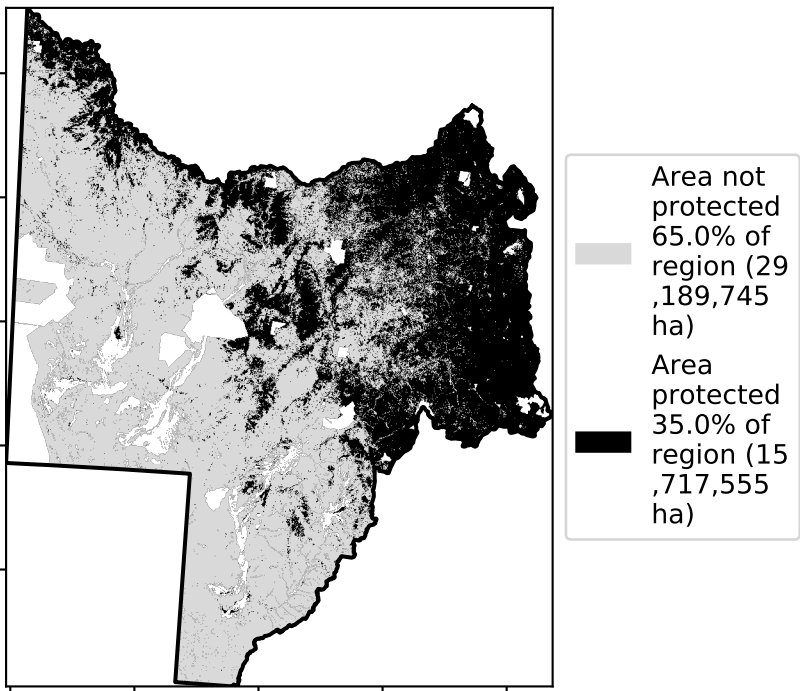 Area not
protected
65.0% of
region (29
,189,745
ha)
Area
protected
35.0% of
region (15
,717,555
ha)